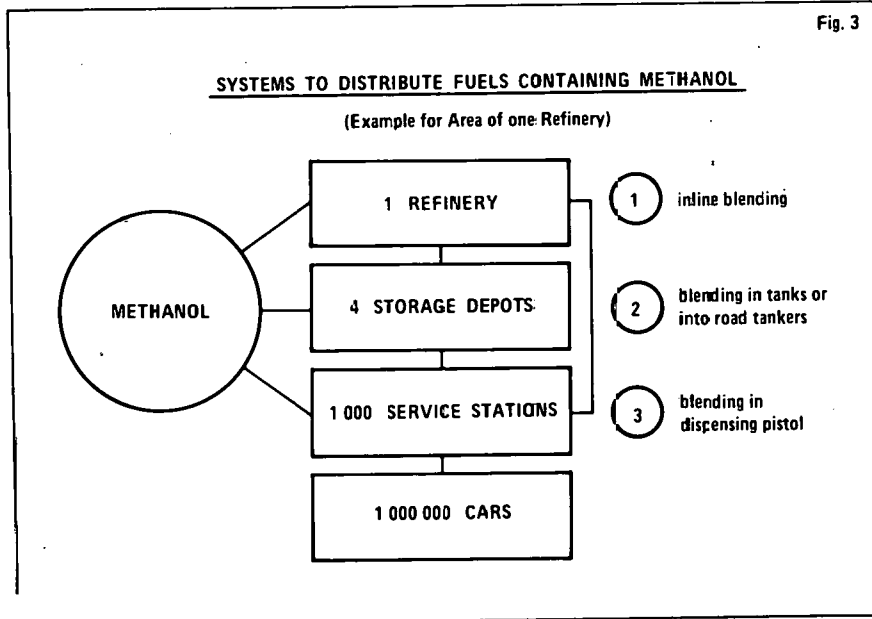 Fig. 3
SYSTEMS TO DISTRIBUTE FUELS CONTAINING METHANOL
(Example for Area of one Refinery)
METHANOL
1 REFINERY
4 STORAGE DEPOTS
1 000 SERVICE STATIONS
1 000 000 CARS
1 inline blending
2 blending in tanks or
into road tankers
3 blending in
dispensing pistol